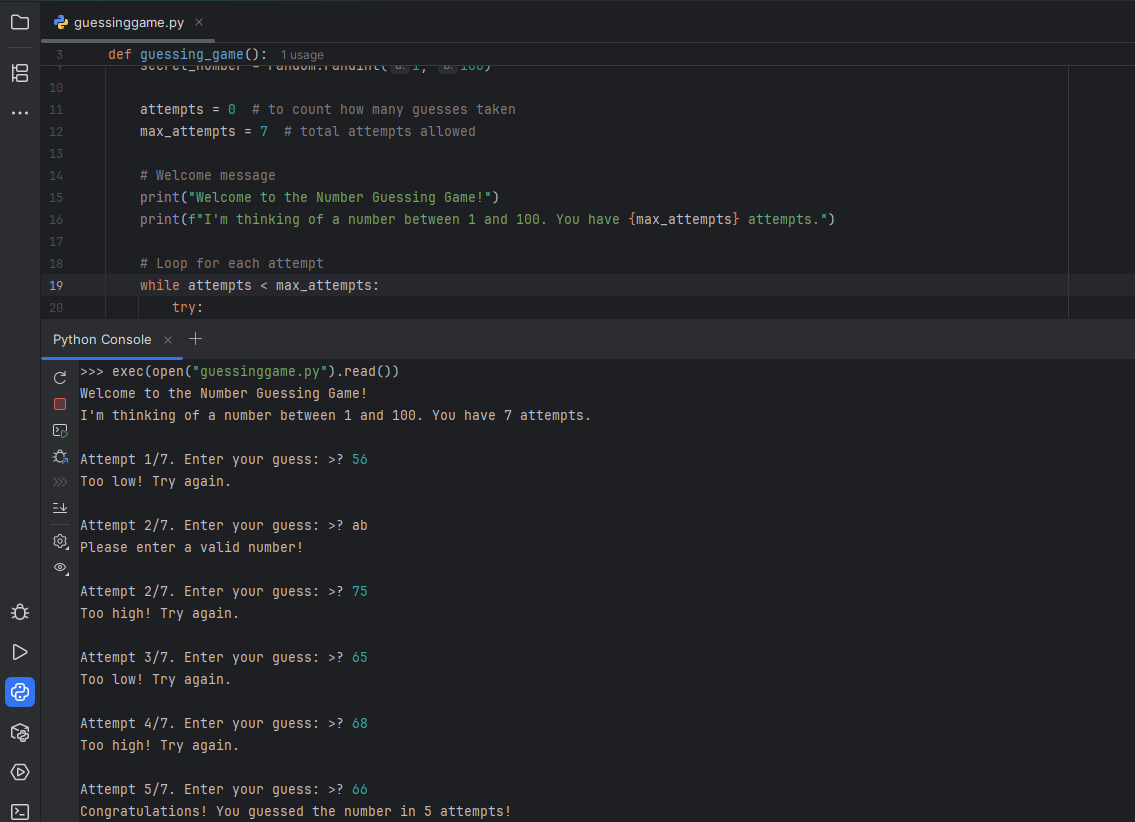 guessinggame.py
3 def guessing_game(): 1 usage
9 secret_number = random.randint( a: 1, b: 100)
10
11 attempts = 0  # to count how many guesses taken
12 max_attempts = 7  # total attempts allowed
13
14 # Welcome message
15 print("Welcome to the Number Guessing Game!")
16 print(f"I'm thinking of a number between 1 and 100. You have {max_attempts} attempts.")
17
18 # Loop for each attempt
19 while attempts < max_attempts:
20 try:
Python Console
>>> exec(open("guessinggame.py").read())
Welcome to the Number Guessing Game!
I'm thinking of a number between 1 and 100. You have 7 attempts.
Attempt 1/7. Enter your guess: >? 56
Too low! Try again.
Attempt 2/7. Enter your guess: >? ab
Please enter a valid number!
Attempt 2/7. Enter your guess: >? 75
Too high! Try again.
Attempt 3/7. Enter your guess: >? 65
Too low! Try again.
Attempt 4/7. Enter your guess: >? 68
Too high! Try again.
Attempt 5/7. Enter your guess: >? 66
Congratulations! You guessed the number in 5 attempts!